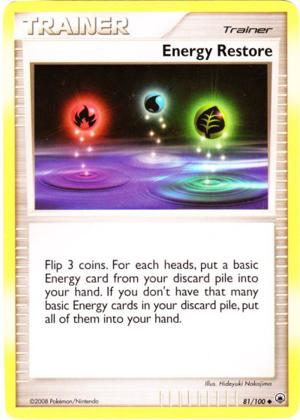 TRAINER
Trainer
Energy Restore
Flip 3 coins. For each heads, put a basic
Energy card from your discard pile into
your hand. If you don't have that many
basic Energy cards in your discard pile, put
all of them into your hand.
Illus. Hideyuki Nakajima
©2008 Pokémon/Nintendo
81/100